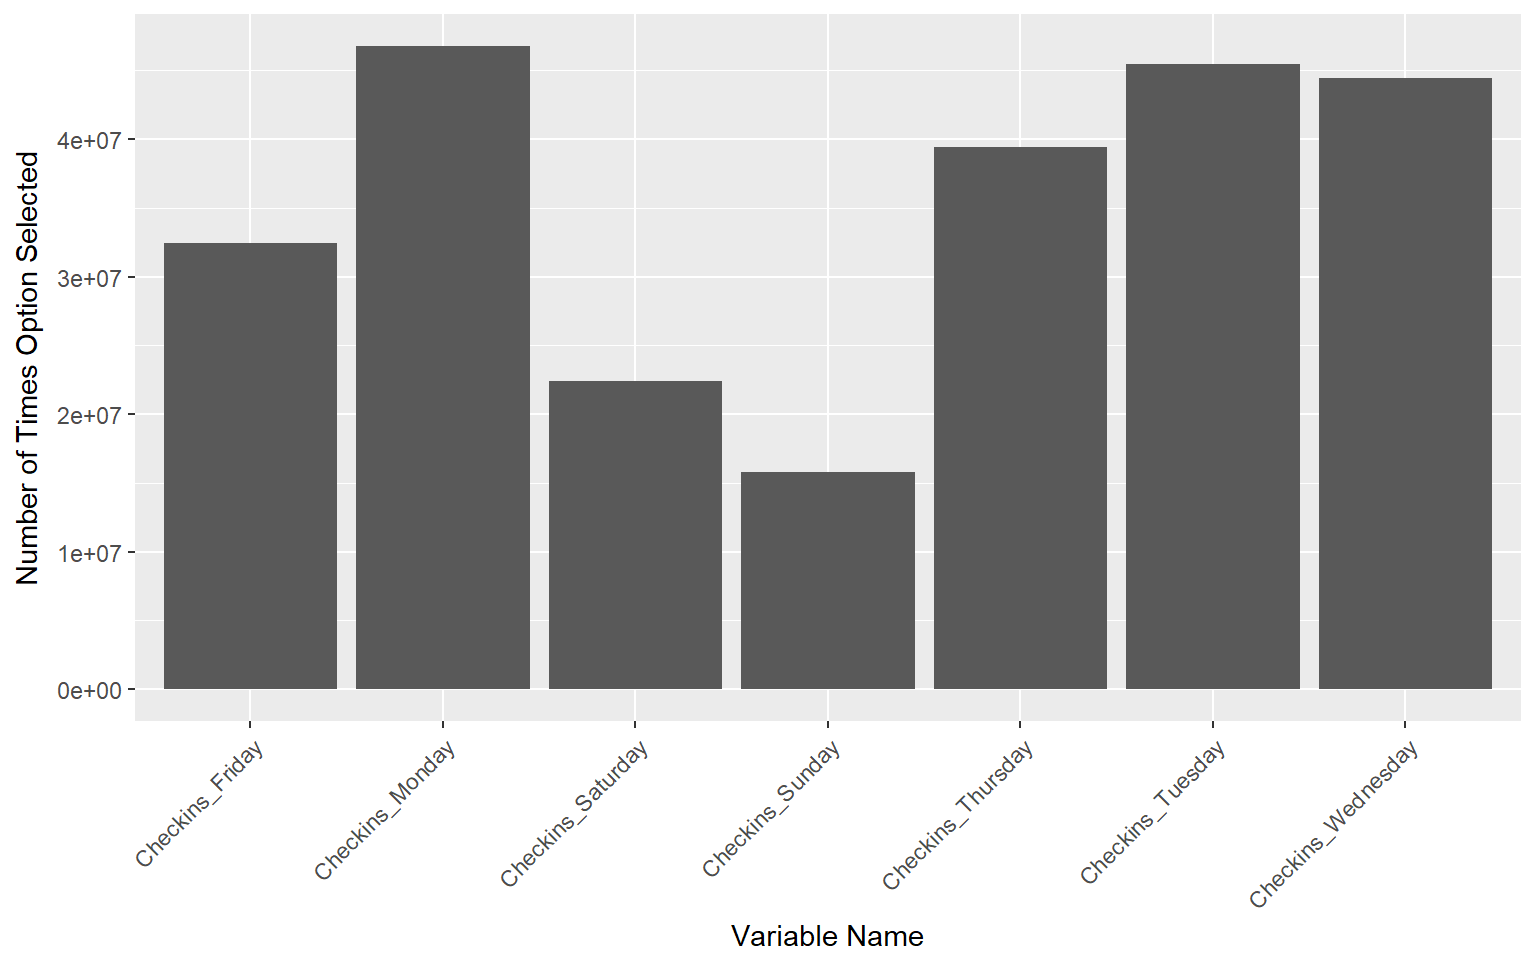 Number of Times Option Selected
4e+07
3e+07
2e+07
1e+07
0e+00
Checkins_Friday
Checkins_Monday
Checkins_Saturday
Checkins_Sunday
Checkins_Thursday
Checkins_Tuesday
Checkins_Wednesday
Variable Name